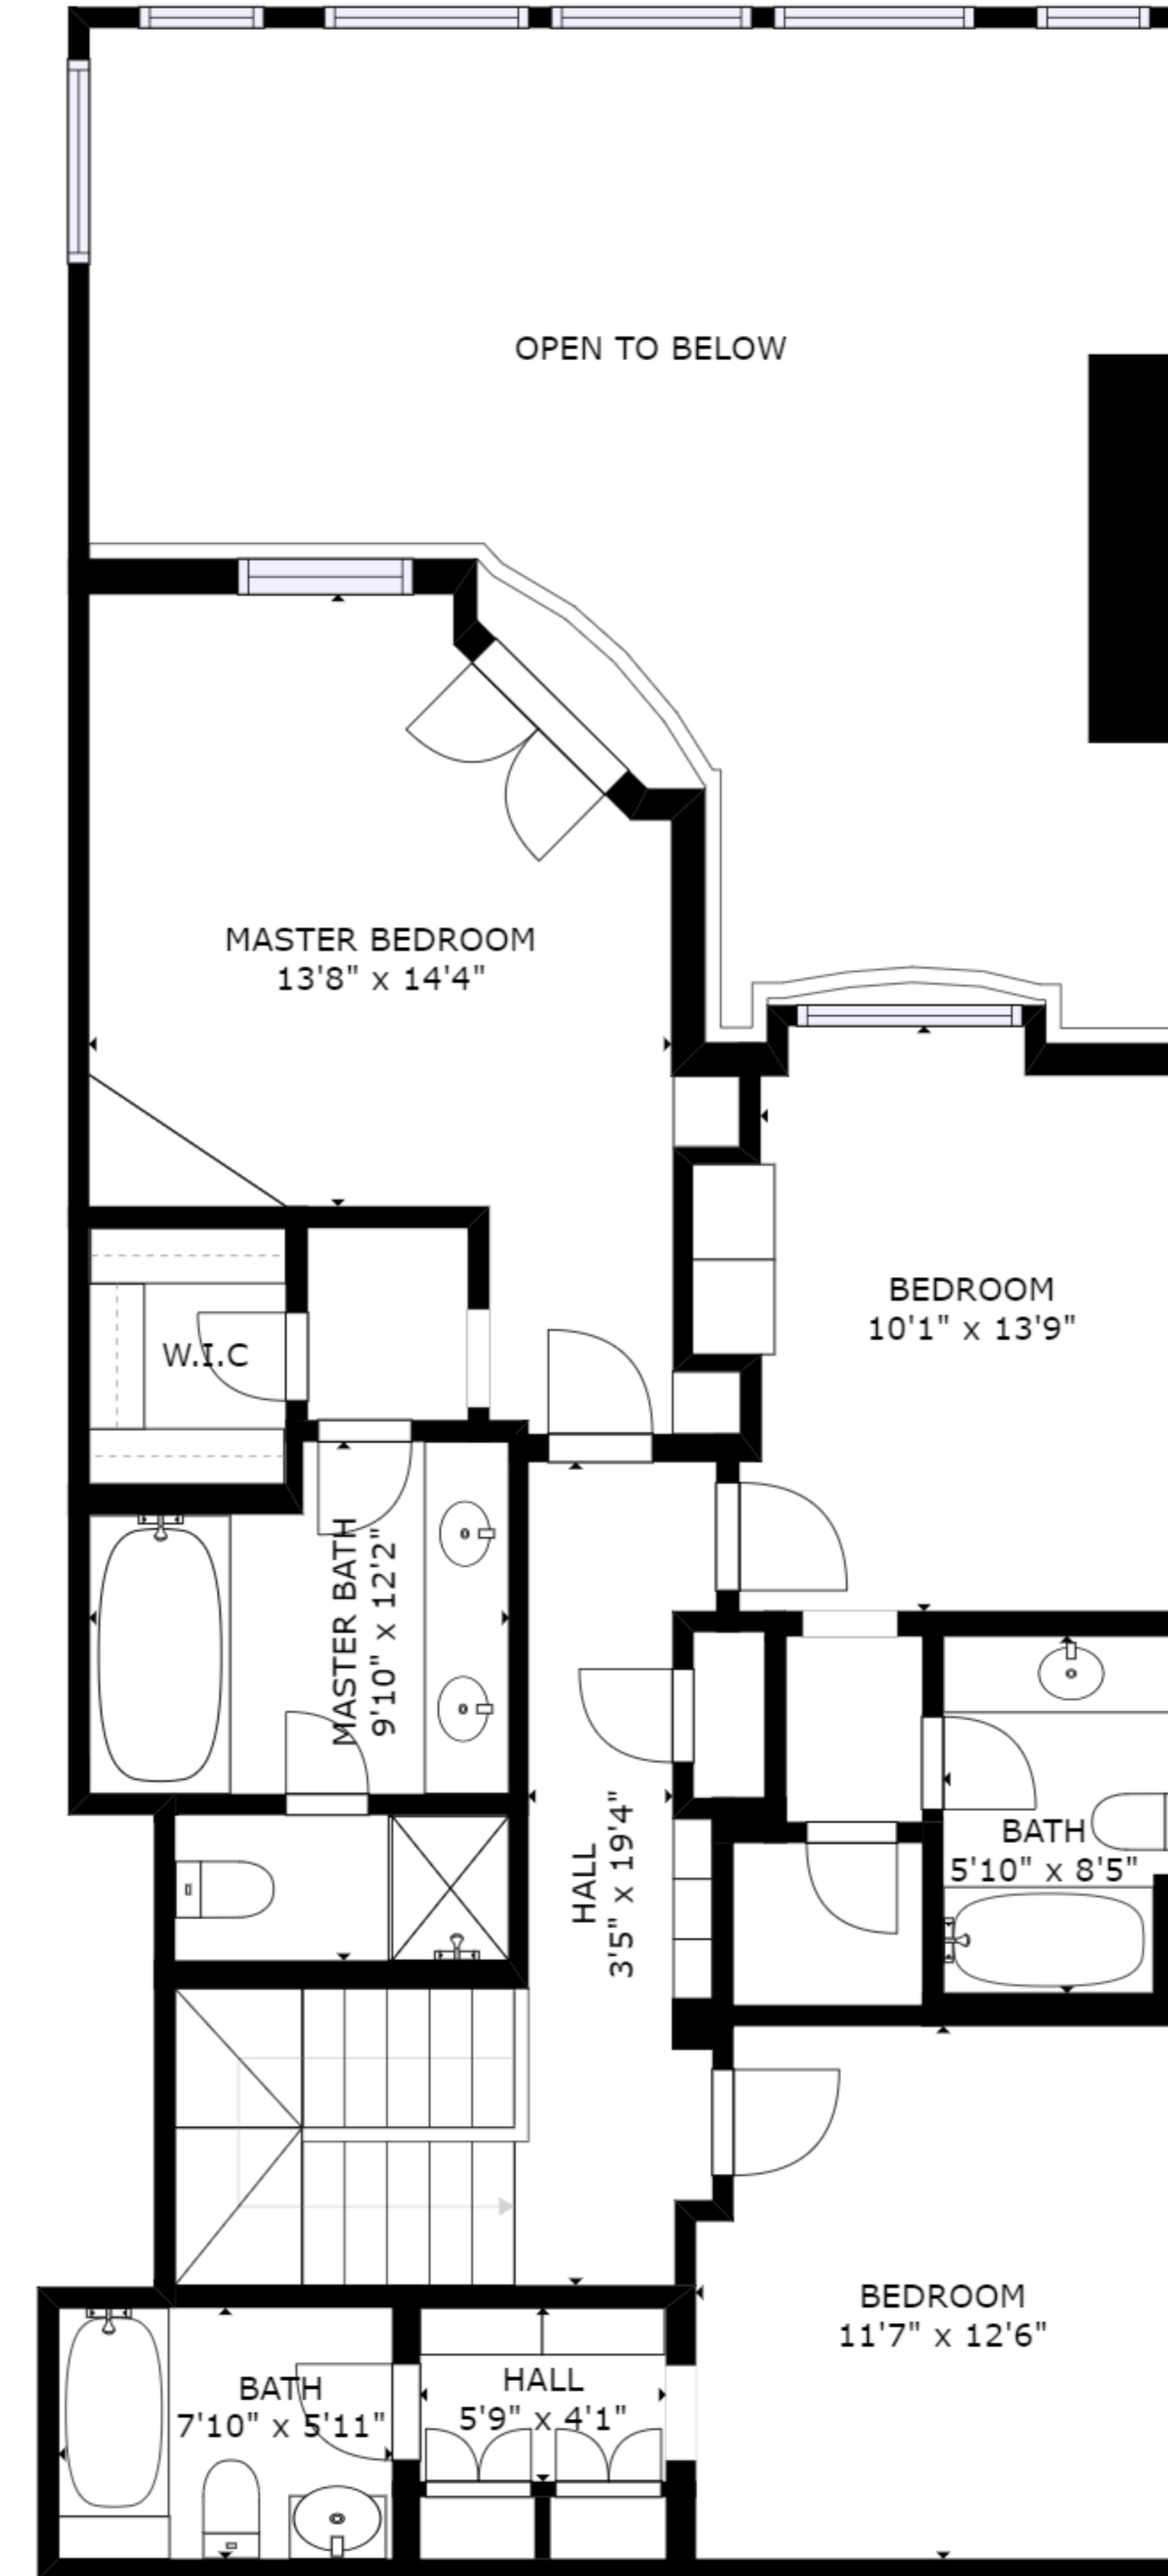 OPEN TO BELOW
MASTER BEDROOM
13'8" x 14'4"
BEDROOM
10'1" x 13'9"
W.I.C
MASTER BATH
9'10" x 12'2"
HALL
3'5" x 19'4"
BATH
5'10" x 8'5"
BEDROOM
11'7" x 12'6"
BATH
7'10" x 5'11"
HALL
5'9" x 4'1"